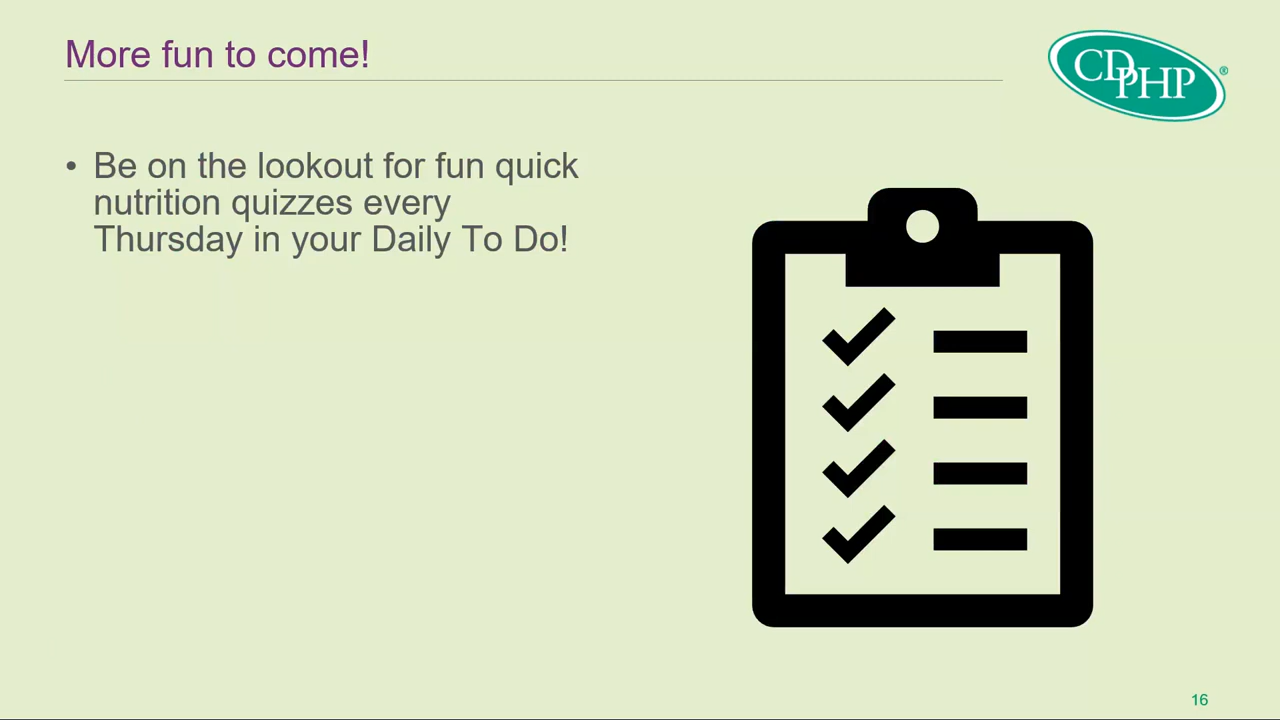 More fun to come!
CDPHP®
• Be on the lookout for fun quick
nutrition quizzes every
Thursday in your Daily To Do!
16